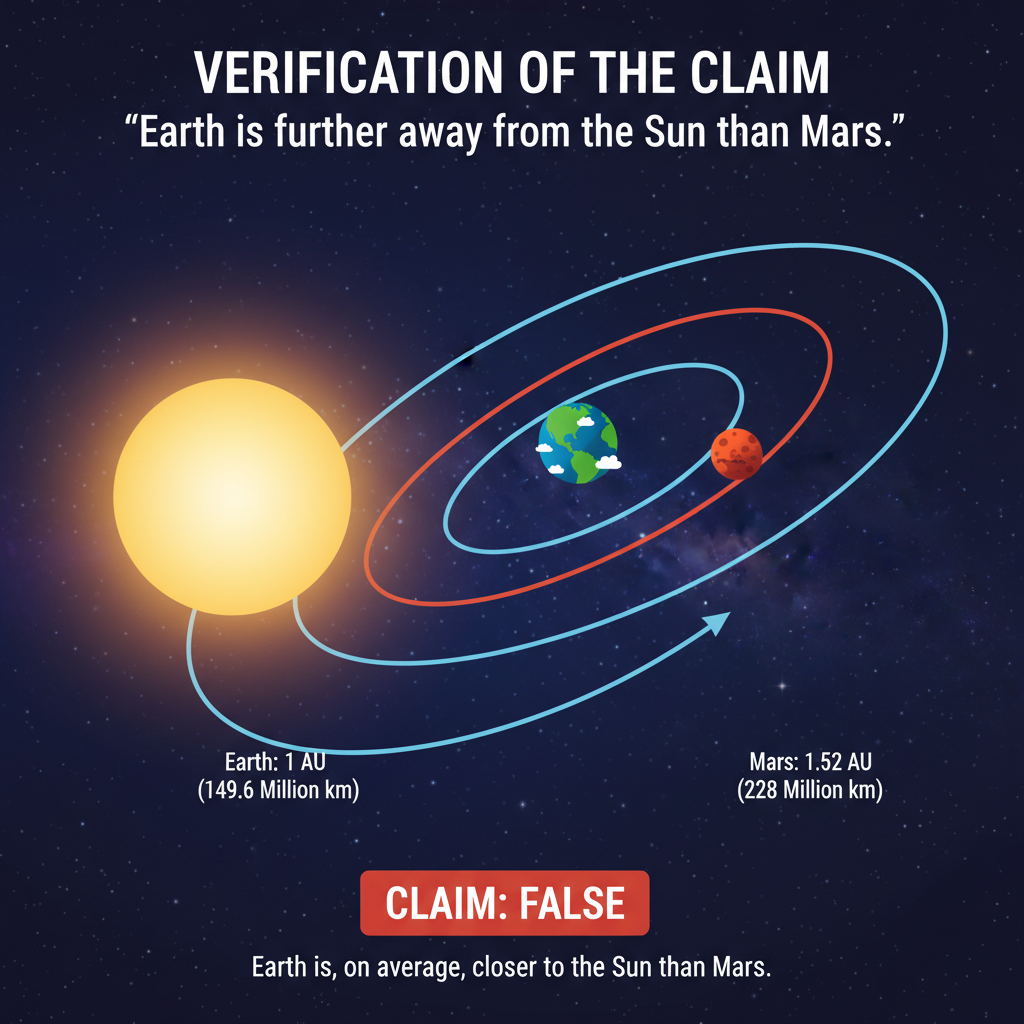 VERIFICATION OF THE CLAIM
“Earth is further away from the Sun than Mars.”
Earth: 1 AU
(149.6 Million km)
Mars: 1.52 AU
(228 Million km)
CLAIM: FALSE
Earth is, on average, closer to the Sun than Mars.